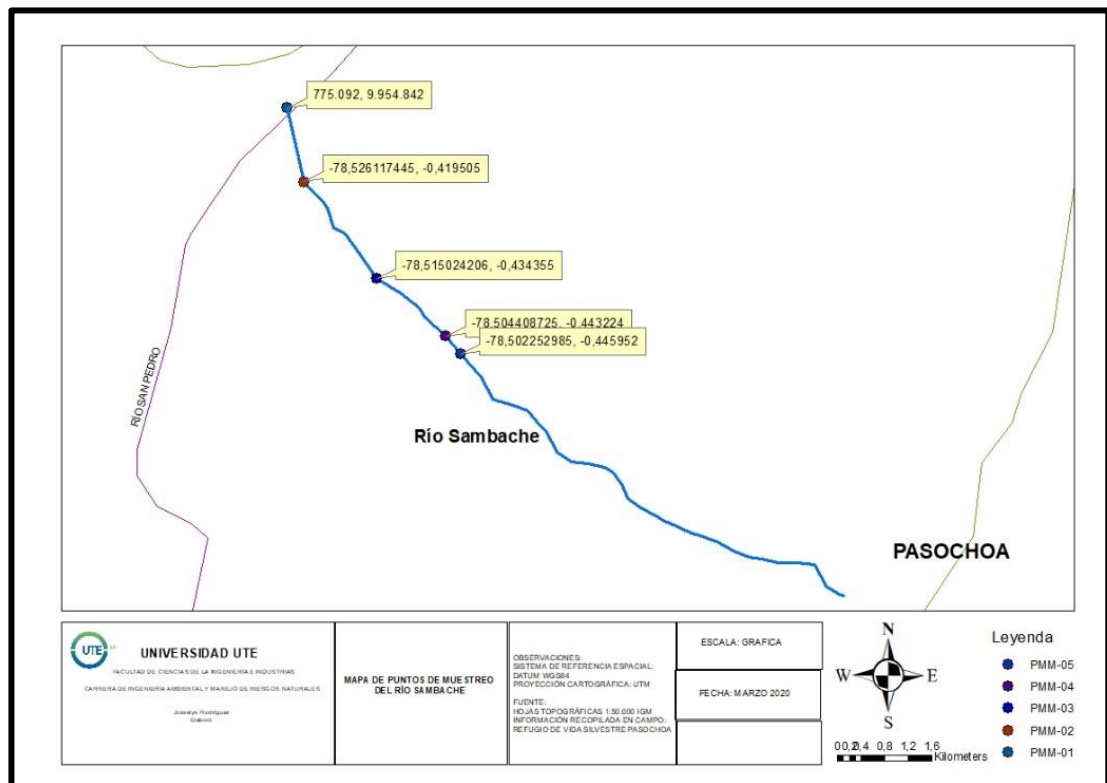 775.092, 9.954.842
-78,526117445, -0,419505
-78,515024206, -0,434355
-78,504408725, -0,443224
-78,502252985, -0,445952
RÍO SAN PEDRO
Río Sambache
PASOCHOA
UTE
UNIVERSIDAD UTE
FACULTAD DE CIENCIAS DE LA INGENIERÍA E INDUSTRIAS
CARRERA DE INGENIERÍA AMBIENTAL Y MANEJO DE RIESGOS NATURALES
Joselyn Rodríguez
MAPA DE PUNTOS DE MUESTREO
DEL RÍO SAMBACHE
OBSERVACIONES:
SISTEMA DE REFERENCIA ESPACIAL:
DATUM WGS84
PROYECCIÓN CARTOGRÁFICA: UTM
FUENTE:
HOJAS TOPOGRÁFICAS 1:50.000 IGM
INFORMACIÓN RECOPILADA EN CAMPO:
REFUGIO DE VIDA SILVESTRE PASOCHOA
ESCALA: GRAFICA
FECHA: MARZO 2020
N
W E
S
0 0,2 0,4 0,8 1,2 1,6
Kilometers
Leyenda
PMM-05
PMM-04
PMM-03
PMM-02
PMM-01